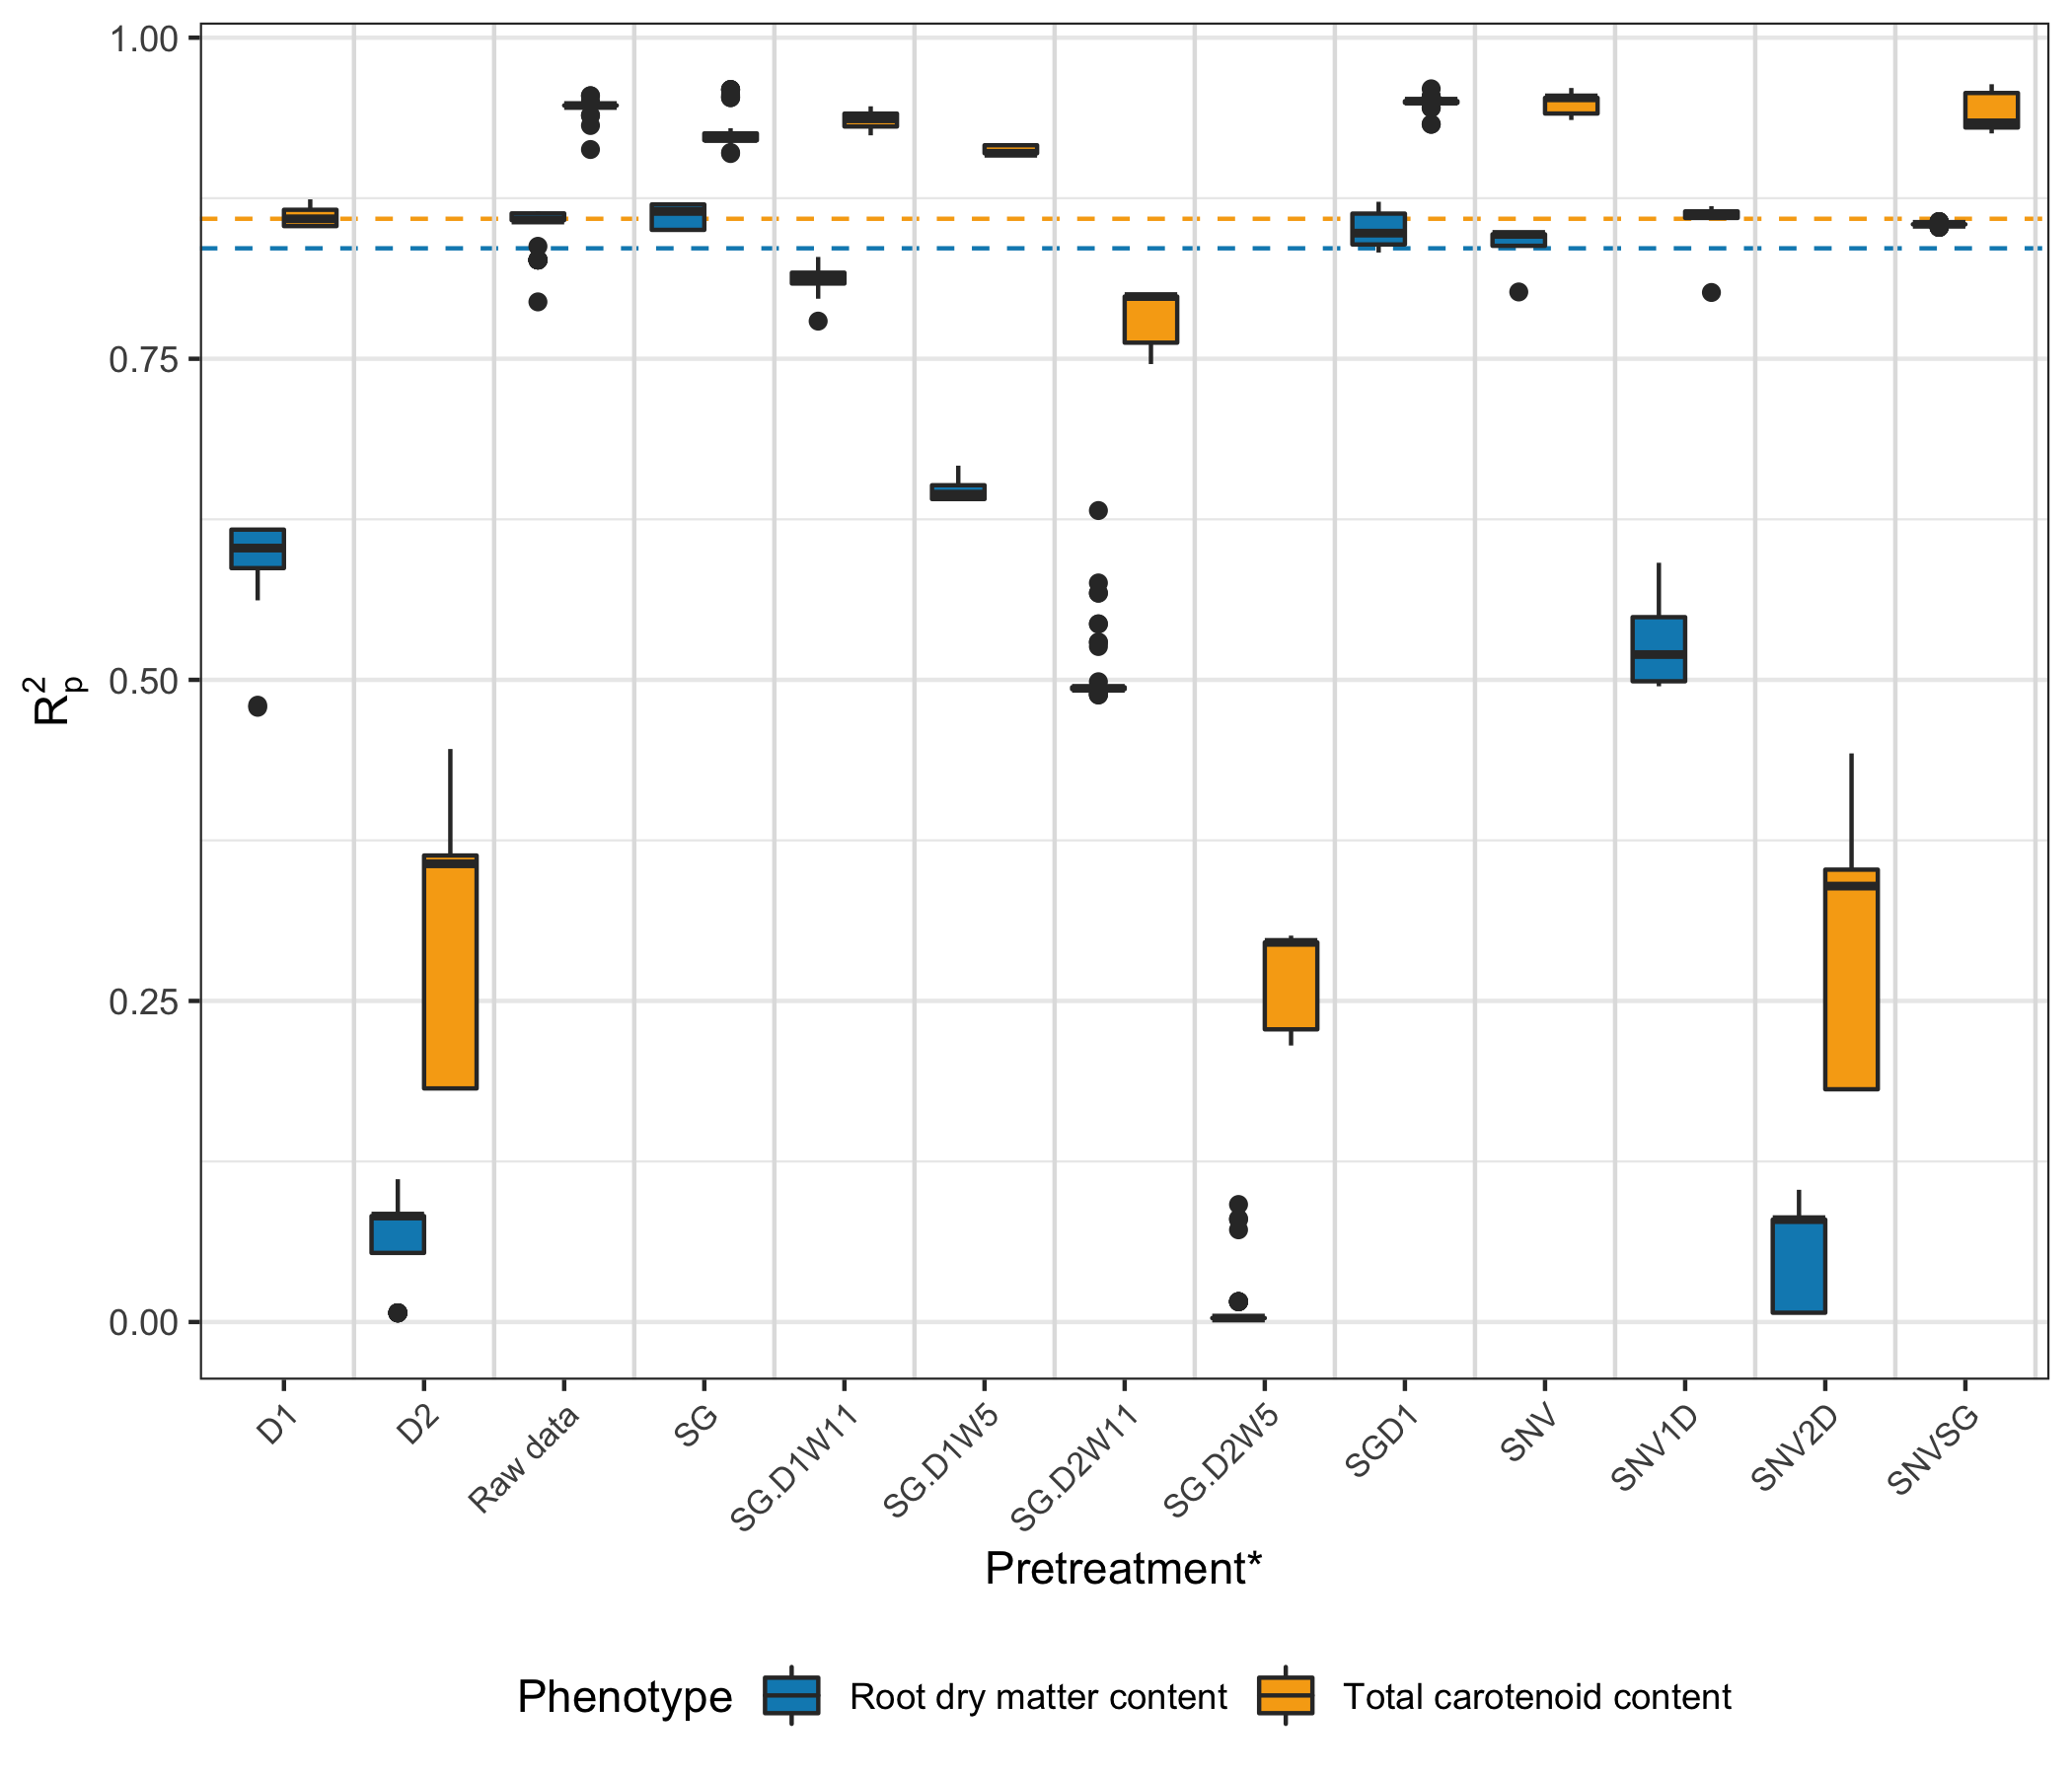 1.00
0.75
0.50
0.25
0.00
R²p
D1
D2
Raw data
SG
SG.D1W11
SG.D1W5
SG.D2W11
SG.D2W5
SGD1
SNV
SNV1D
SNV2D
SNVSG
Pretreatment*
Phenotype Root dry matter content Total carotenoid content